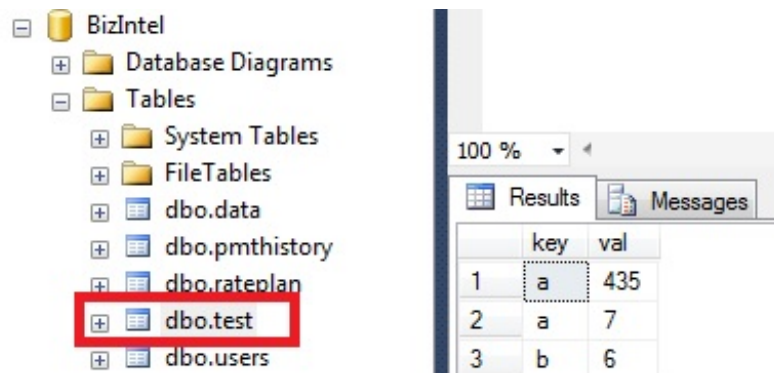 BizIntel
Database Diagrams
Tables
System Tables
FileTables
dbo.data
dbo.pmthistory
dbo.rateplan
dbo.test
dbo.users
100 %
Results Messages
key val
1 a 435
2 a 7
3 b 6